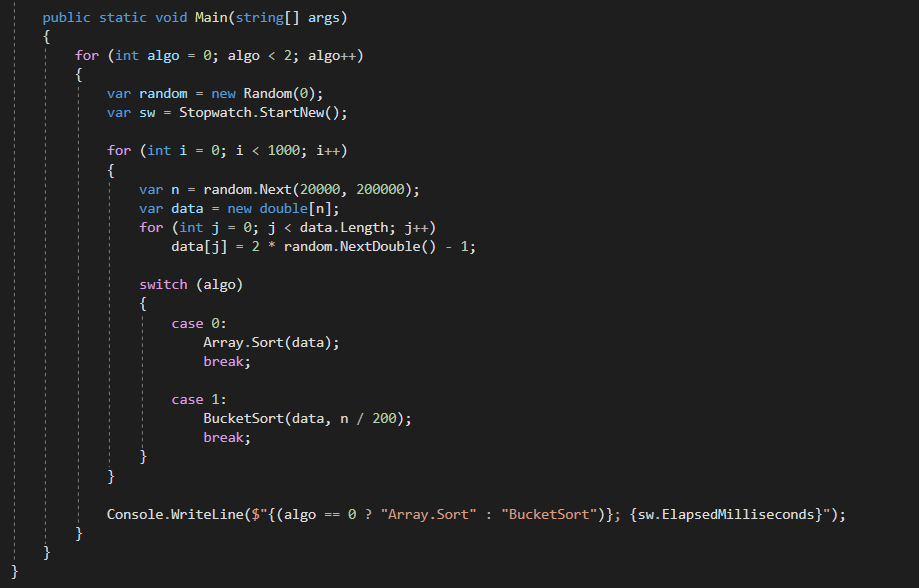 public static void Main(string[] args)
{
for (int algo = 0; algo < 2; algo++)
{
var random = new Random(0);
var sw = Stopwatch.StartNew();
for (int i = 0; i < 1000; i++)
{
var n = random.Next(20000, 200000);
var data = new double[n];
for (int j = 0; j < data.Length; j++)
data[j] = 2 * random.NextDouble() - 1;
switch (algo)
{
case 0:
Array.Sort(data);
break;
case 1:
BucketSort(data, n / 200);
break;
}
}
Console.WriteLine($"{(algo == 0 ? "Array.Sort" : "BucketSort")}; {sw.ElapsedMilliseconds}");
}
}
}